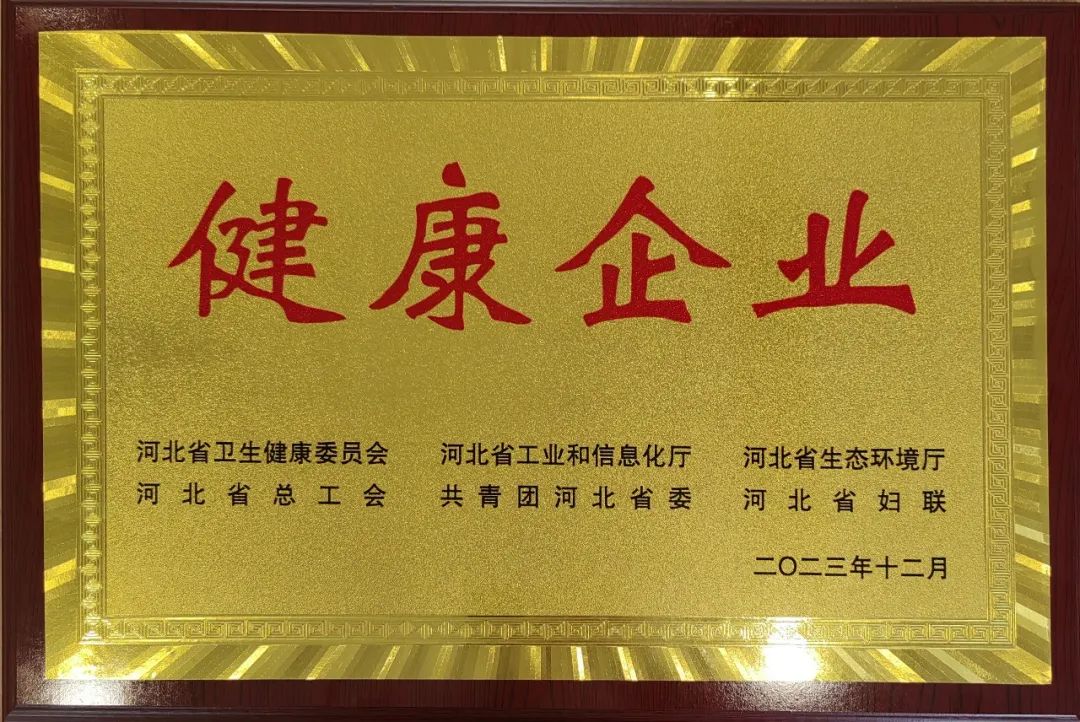 健康企业
河北省卫生健康委员会 河北省工业和信息化厅 河北省生态环境厅
河北省总工会 共青团河北省委 河北省妇联
二〇二三年十二月